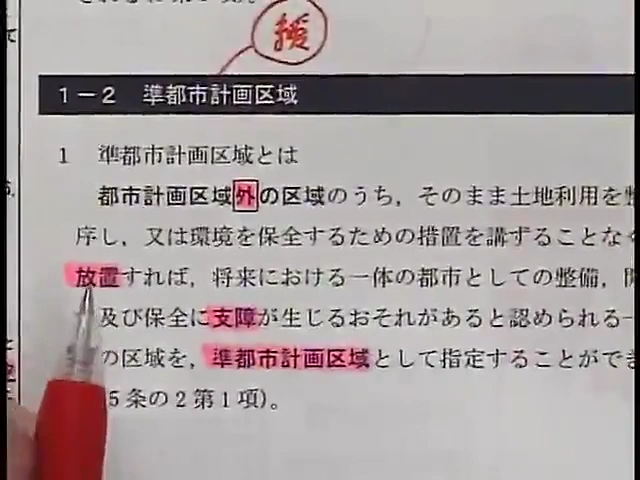 援
1－2 準都市計画区域
1 準都市計画区域とは
都市計画区域外の区域のうち，そのまま土地利用を
序し，又は環境を保全するための措置を講ずることな
放置すれば，将来における一体の都市としての整備，
及び保全に支障が生じるおそれがあると認められる一
の区域を，準都市計画区域として指定することができ
5条の2第1項)。